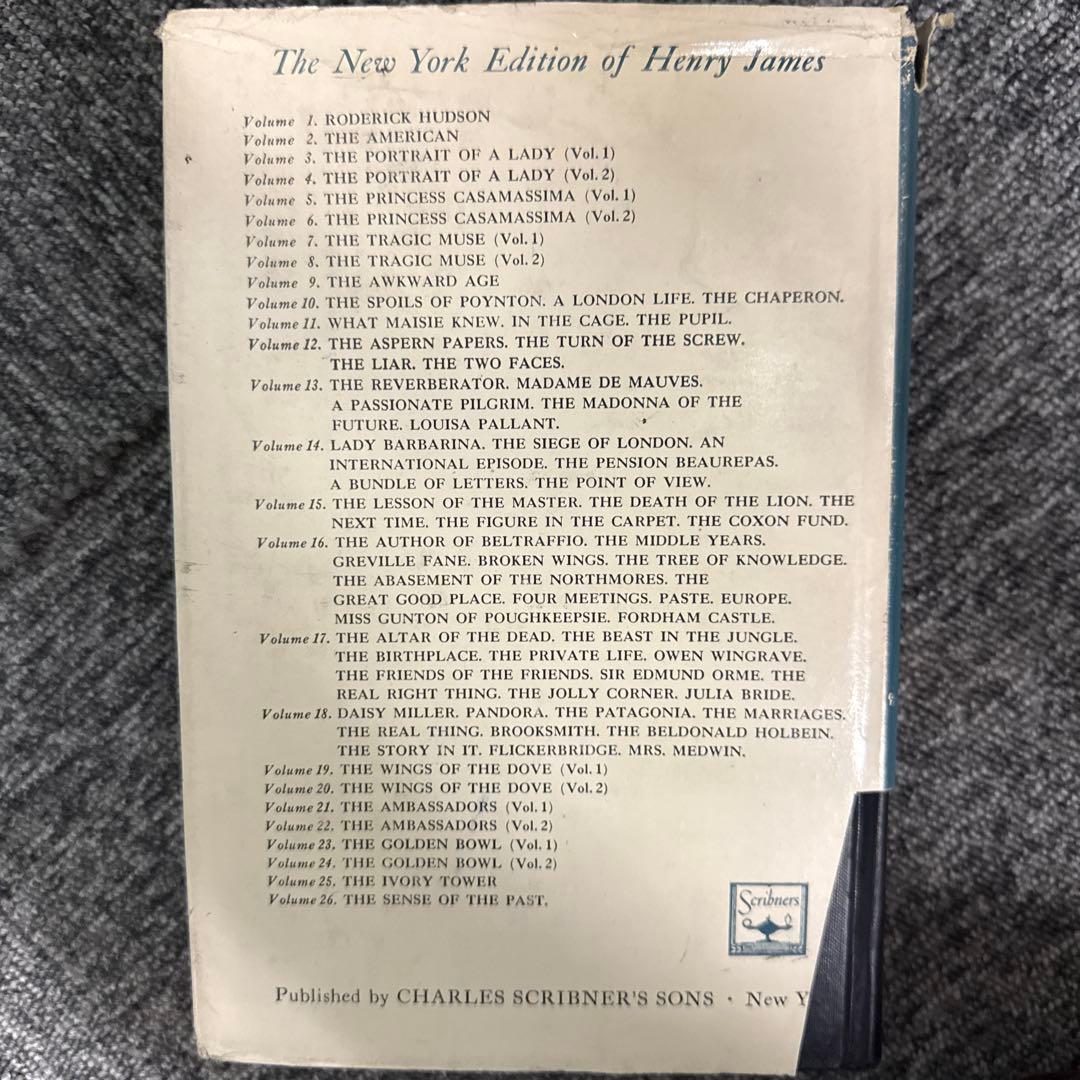 The New York Edition of Henry James
Volume 1. RODERICK HUDSON
Volume 2. THE AMERICAN
Volume 3. THE PORTRAIT OF A LADY (Vol. 1)
Volume 4. THE PORTRAIT OF A LADY (Vol. 2)
Volume 5. THE PRINCESS CASAMASSIMA (Vol. 1)
Volume 6. THE PRINCESS CASAMASSIMA (Vol. 2)
Volume 7. THE TRAGIC MUSE (Vol. 1)
Volume 8. THE TRAGIC MUSE (Vol. 2)
Volume 9. THE AWKWARD AGE
Volume 10. THE SPOILS OF POYNTON. A LONDON LIFE. THE CHAPERON.
Volume 11. WHAT MAISIE KNEW. IN THE CAGE. THE PUPIL.
Volume 12. THE ASPERN PAPERS. THE TURN OF THE SCREW.
THE LIAR. THE TWO FACES.
Volume 13. THE REVERBERATOR. MADAME DE MAUVES.
A PASSIONATE PILGRIM. THE MADONNA OF THE
FUTURE. LOUISA PALLANT.
Volume 14. LADY BARBARINA. THE SIEGE OF LONDON. AN
INTERNATIONAL EPISODE. THE PENSION BEAUREPAS.
A BUNDLE OF LETTERS. THE POINT OF VIEW.
Volume 15. THE LESSON OF THE MASTER. THE DEATH OF THE LION. THE
NEXT TIME. THE FIGURE IN THE CARPET. THE COXON FUND.
Volume 16. THE AUTHOR OF BELTRAFFIO. THE MIDDLE YEARS.
GREVILLE FANE. BROKEN WINGS. THE TREE OF KNOWLEDGE.
THE ABASEMENT OF THE NORTHMORES. THE
GREAT GOOD PLACE. FOUR MEETINGS. PASTE. EUROPE.
MISS GUNTON OF POUGHKEEPSIE. FORDHAM CASTLE.
Volume 17. THE ALTAR OF THE DEAD. THE BEAST IN THE JUNGLE.
THE BIRTHPLACE. THE PRIVATE LIFE. OWEN WINGRAVE.
THE FRIENDS OF THE FRIENDS. SIR EDMUND ORME. THE
REAL RIGHT THING. THE JOLLY CORNER. JULIA BRIDE.
Volume 18. DAISY MILLER. PANDORA. THE PATAGONIA. THE MARRIAGES.
THE REAL THING. BROOKSMITH. THE BELDONALD HOLBEIN.
THE STORY IN IT. FLICKERBRIDGE. MRS. MEDWIN.
Volume 19. THE WINGS OF THE DOVE (Vol. 1)
Volume 20. THE WINGS OF THE DOVE (Vol. 2)
Volume 21. THE AMBASSADORS (Vol. 1)
Volume 22. THE AMBASSADORS (Vol. 2)
Volume 23. THE GOLDEN BOWL (Vol. 1)
Volume 24. THE GOLDEN BOWL (Vol. 2)
Volume 25. THE IVORY TOWER
Volume 26. THE SENSE OF THE PAST.
Scribners
Published by CHARLES SCRIBNER'S SONS · New Y